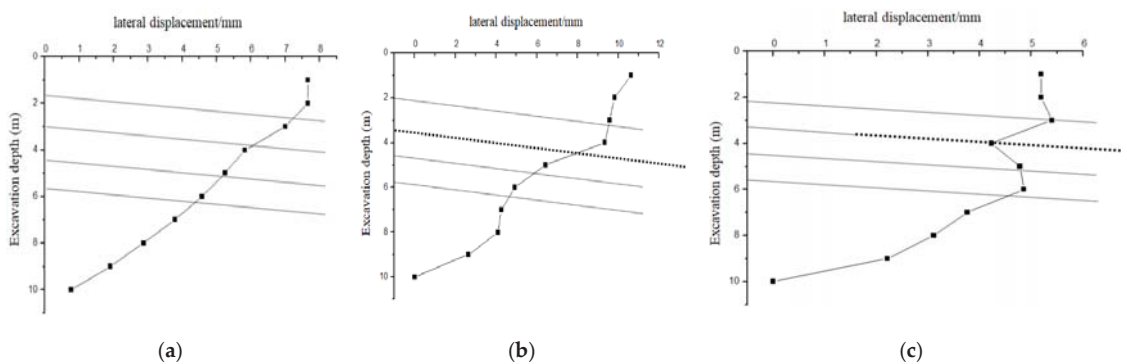 lateral displacement/mm
0 1 2 3 4 5 6 7 8
0
2
4
6
8
10
Excavation depth (m)
(a)
lateral displacement/mm
0 2 4 6 8 10 12
0
2
4
6
8
10
Excavation depth (m)
(b)
lateral displacement/mm
0 1 2 3 4 5 6
0
2
4
6
8
10
Excavation depth (m)
(c)